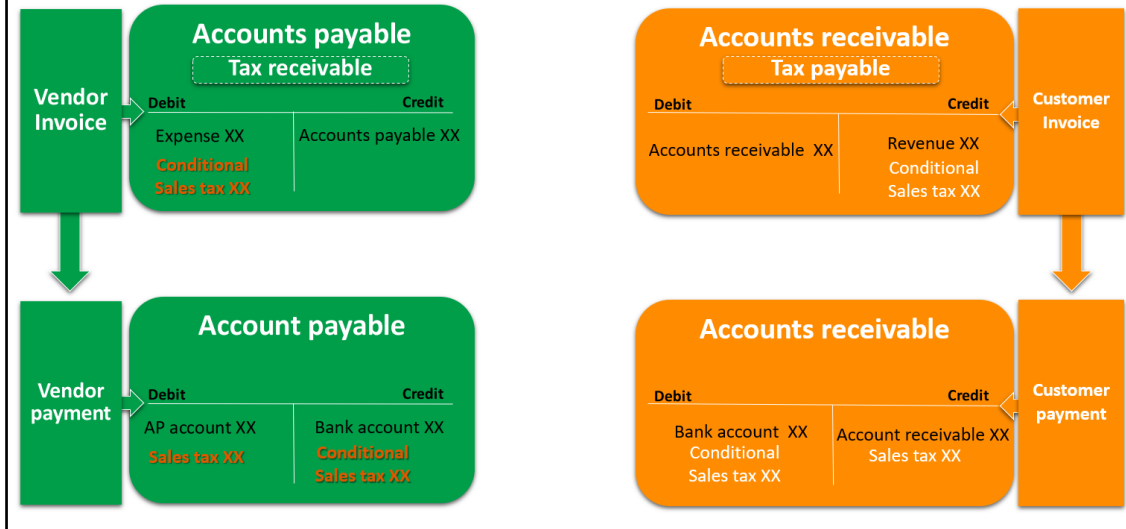 Vendor
Invoice
Accounts payable
Tax receivable
Debit
Credit
Expense XX
Accounts payable XX
Conditional
Sales tax XX
Accounts receivable
Tax payable
Debit
Credit
Accounts receivable XX
Revenue XX
Conditional
Sales tax XX
Customer
Invoice
Vendor
payment
Account payable
Debit
Credit
AP account XX
Sales tax XX
Bank account XX
Conditional
Sales tax XX
Accounts receivable
Debit
Credit
Bank account XX
Conditional
Sales tax XX
Account receivable XX
Sales tax XX
Customer
payment